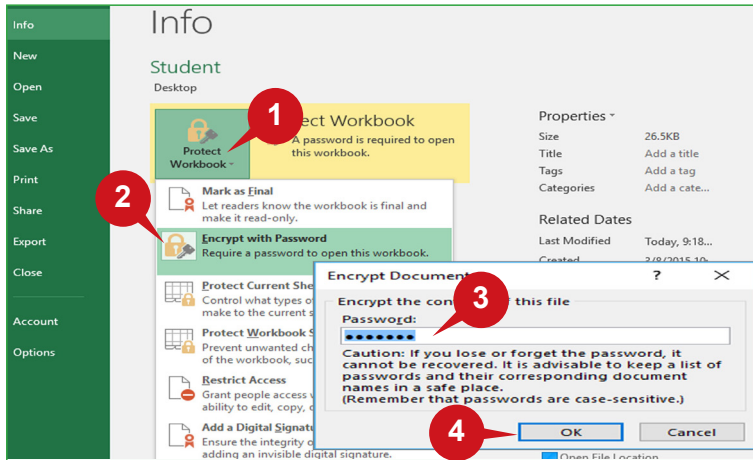 Info
New
Open
Save
Save As
Print
Share
Export
Close
Account
Options
Info
Student
Desktop
Protect
Workbook
1
ect Workbook
A password is required to open
this workbook.
2
Mark as Final
Let readers know the workbook is final and
make it read-only.
Encrypt with Password
Require a password to open this workbook.
Protect Current She
Control what types o
make to the current s
Protect Workbook S
Prevent unwanted ch
of the workbook, suc
Restrict Access
Grant people access
ability to edit, copy,
Add a Digital Signatu
Ensure the integrity o
adding an invisible digital signature.
Properties
Size 26.5KB
Title Add a title
Tags Add a tag
Categories Add a cate...
Related Dates
Last Modified Today, 9:18...
Created 3/8/2015 10
Encrypt Documen ? ×
Encrypt the con of this file
3
Password:
●●●●●●●
Caution: If you lose or forget the password, it
cannot be recovered. It is advisable to keep a list of
passwords and their corresponding document
names in a safe place.
(Remember that passwords are case-sensitive.)
4
OK Cancel
Open File Location